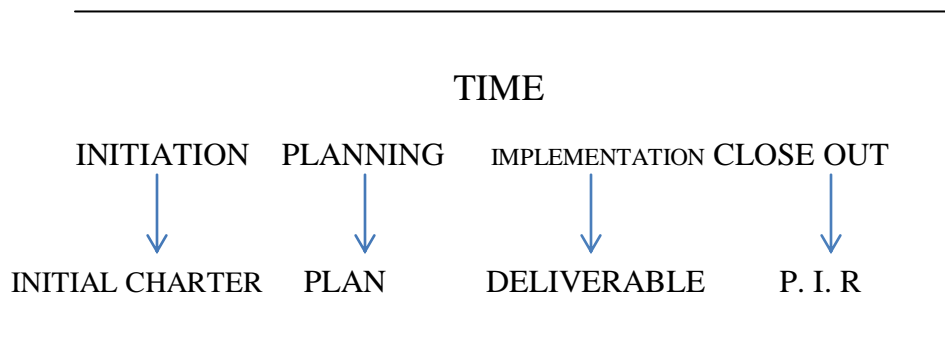 TIME
INITIATION PLANNING IMPLEMENTATION CLOSE OUT
INITIAL CHARTER PLAN DELIVERABLE P. I. R